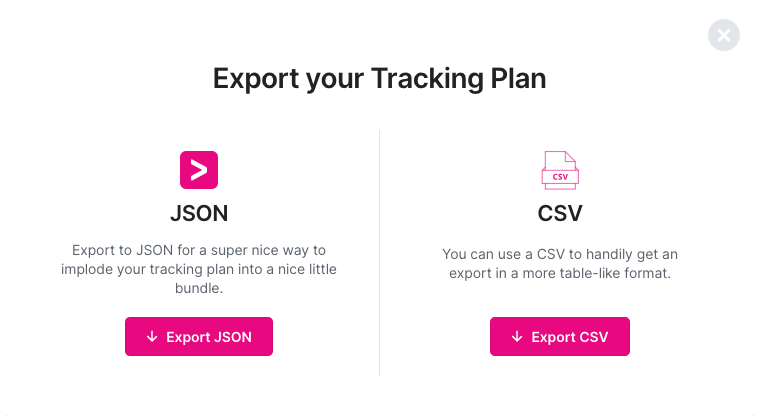 Export your Tracking Plan
>
JSON
Export to JSON for a super nice way to
implode your tracking plan into a nice little
bundle.
↓ Export JSON
CSV
CSV
You can use a CSV to handily get an
export in a more table-like format.
↓ Export CSV